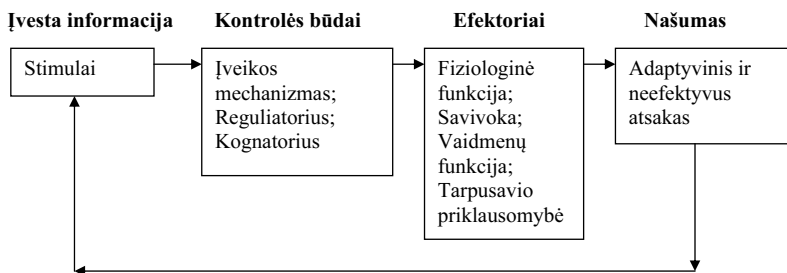 Įvesta informacija
Kontrolės būdai
Efektoriai
Našumas
Stimulai
Įveikos
mechanizmas;
Reguliatorius;
Kognatorius
Fiziologinė
funkcija;
Savivoka;
Vaidmenų
funkcija;
Tarpusavio
priklausomybė
Adaptyvinis ir
neefektyvus
atsakas